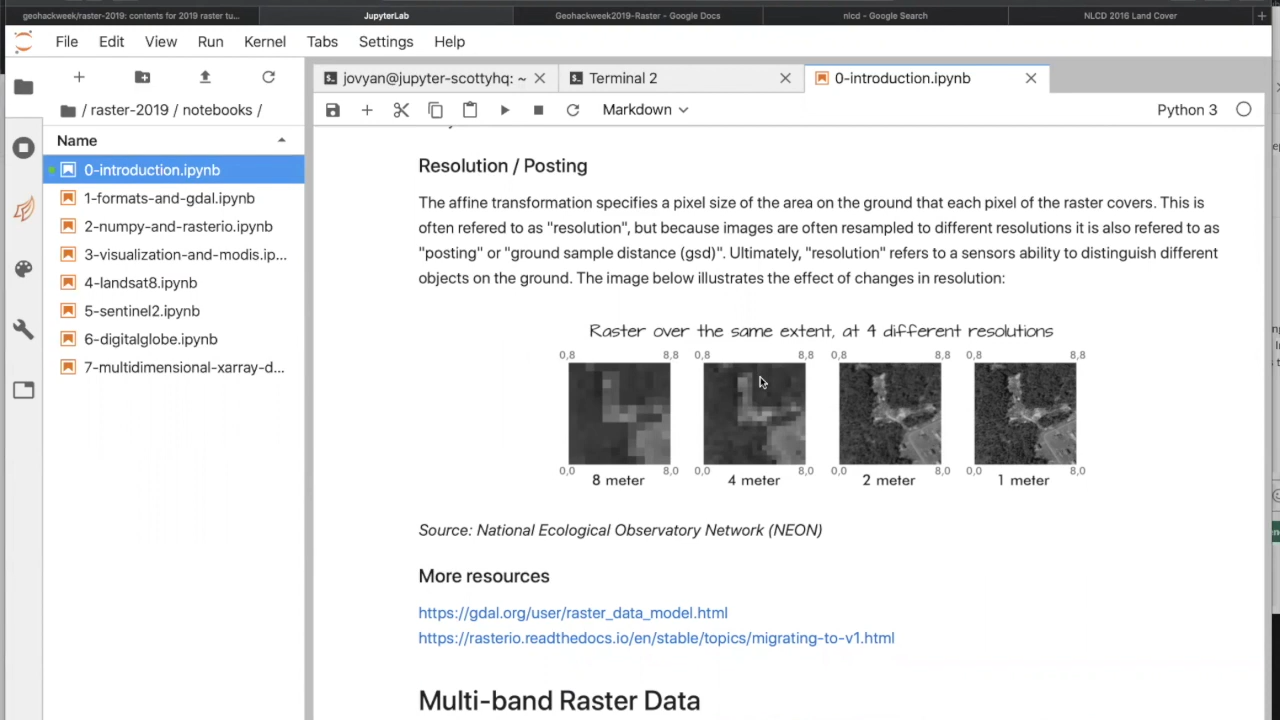 geohackweek/raster-2019: contents for 2019 raster tu...
JupyterLab
Geohackweek2019-Raster - Google Docs
nlcd - Google Search
NLCD 2016 Land Cover
File Edit View Run Kernel Tabs Settings Help
jovyan@jupyter-scottyhq: ~
Terminal 2
0-introduction.ipynb
/ raster-2019 / notebooks /
Markdown
Python 3
Name
0-introduction.ipynb
1-formats-and-gdal.ipynb
2-numpy-and-rasterio.ipynb
3-visualization-and-modis.ip...
4-landsat8.ipynb
5-sentinel2.ipynb
6-digitalglobe.ipynb
7-multidimensional-xarray-d...
Resolution / Posting
The affine transformation specifies a pixel size of the area on the ground that each pixel of the raster covers. This is
often refered to as "resolution", but because images are often resampled to different resolutions it is also refered to as
"posting" or "ground sample distance (gsd)". Ultimately, "resolution" refers to a sensors ability to distinguish different
objects on the ground. The image below illustrates the effect of changes in resolution:
Raster over the same extent, at 4 different resolutions
0,8 8,8 0,8 8,8 0,8 8,8 0,8 8,8
0,0 8,0 0,0 8,0 0,0 8,0 0,0 8,0
8 meter 4 meter 2 meter 1 meter
Source: National Ecological Observatory Network (NEON)
More resources
https://gdal.org/user/raster_data_model.html
https://rasterio.readthedocs.io/en/stable/topics/migrating-to-v1.html
Multi-band Raster Data